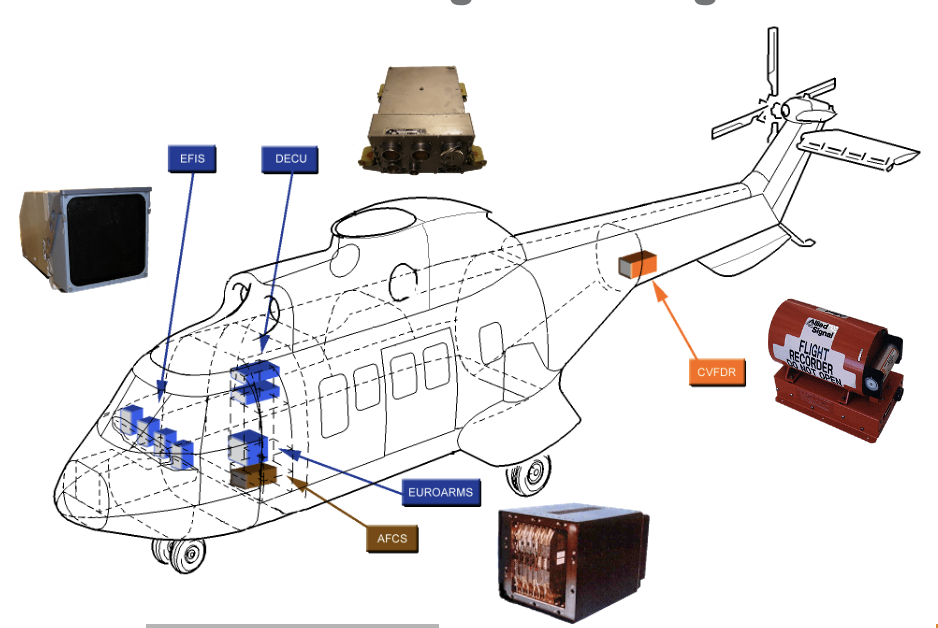 EFIS
DECU
Allied
Signal
FLIGHT
RECORDER
DO NOT OPEN
CVFDR
EUROARMS
AFCS